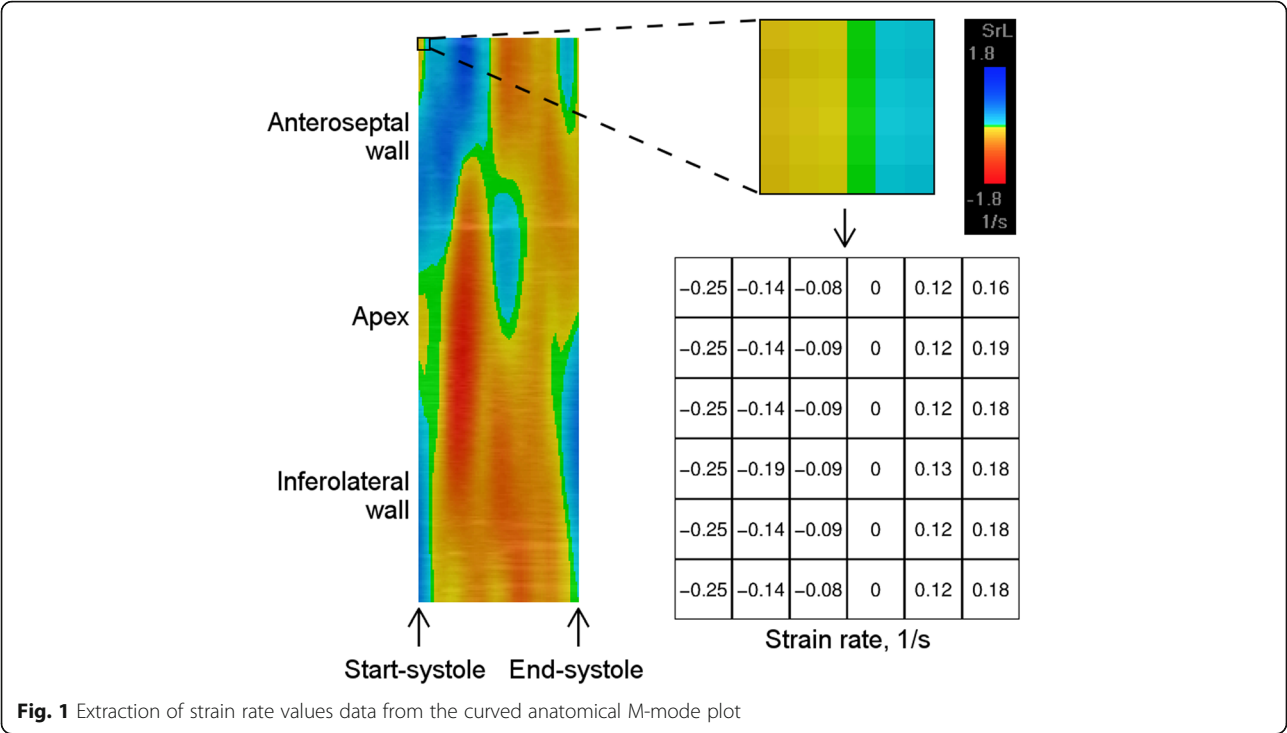 SrL
1.8
-1.8
1/s
Anteroseptal
wall
Apex
Inferolateral
wall
Start-systole End-systole
−0.25 −0.14 −0.08 0 0.12 0.16
−0.25 −0.14 −0.09 0 0.12 0.19
−0.25 −0.14 −0.09 0 0.12 0.18
−0.25 −0.19 −0.09 0 0.13 0.18
−0.25 −0.14 −0.09 0 0.12 0.18
−0.25 −0.14 −0.08 0 0.12 0.18
Strain rate, 1/s
Fig. 1 Extraction of strain rate values data from the curved anatomical M-mode plot